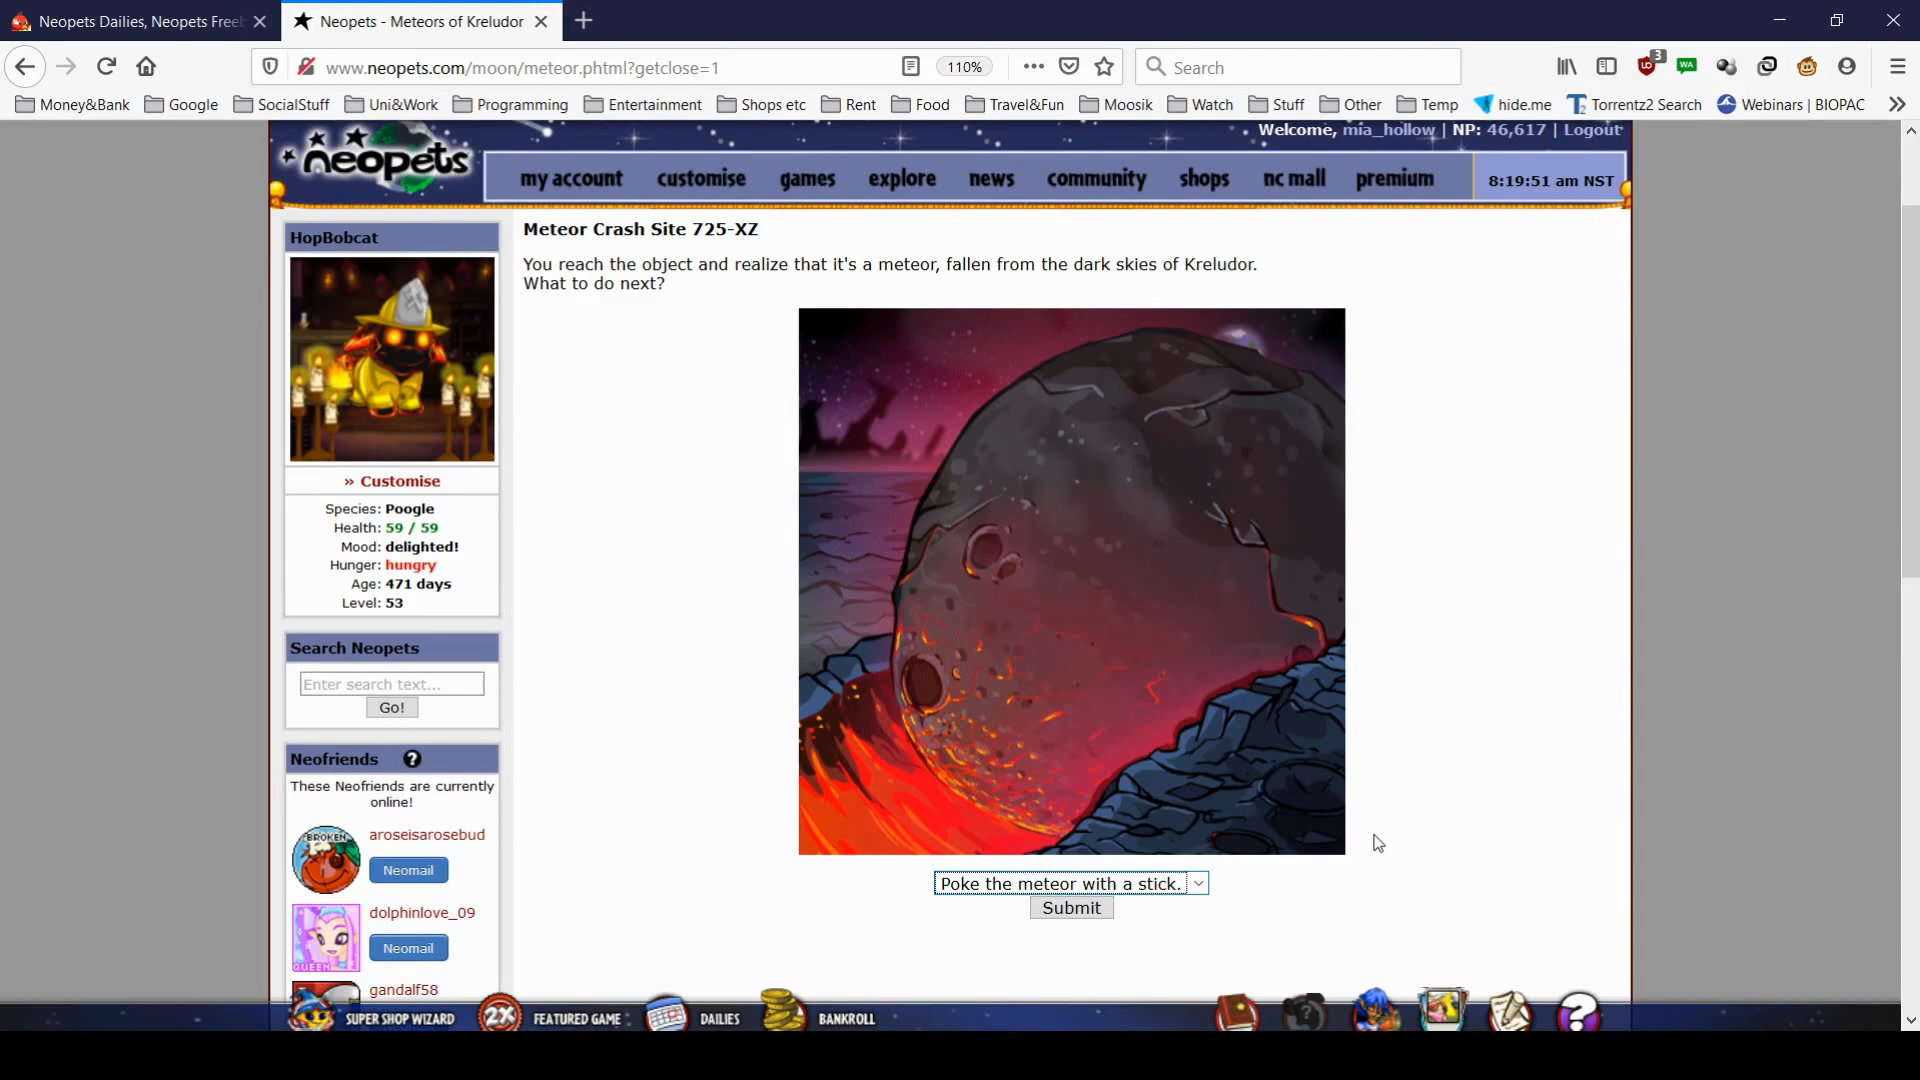 Neopets Dailies, Neopets Freeb
Neopets - Meteors of Kreludor
www.neopets.com/moon/meteor.phtml?getclose=1
110%
Search
3
Money&Bank
Google
SocialStuff
Uni&Work
Programming
Entertainment
Shops etc
Rent
Food
Travel&Fun
Moosik
Watch
Stuff
Other
Temp
hide.me
Torrentz2 Search
Webinars | BIOPAC
neopets
Welcome, mia_hollow | NP: 46,617 | Logout
my account
customise
games
explore
news
community
shops
nc mall
premium
8:19:51 am NST
HopBobcat
» Customise
Species: Poogle
Health: 59 / 59
Mood: delighted!
Hunger: hungry
Age: 471 days
Level: 53
Search Neopets
Enter search text...
Go!
Neofriends ?
These Neofriends are currently
online!
BROKEN
aroseisarosebud
Neomail
QUEEN
dolphinlove_09
Neomail
gandalf58
Meteor Crash Site 725-XZ
You reach the object and realize that it's a meteor, fallen from the dark skies of Kreludor.
What to do next?
Poke the meteor with a stick.
Submit
SUPER SHOP WIZARD
2X
FEATURED GAME
DAILIES
BANKROLL
?
?